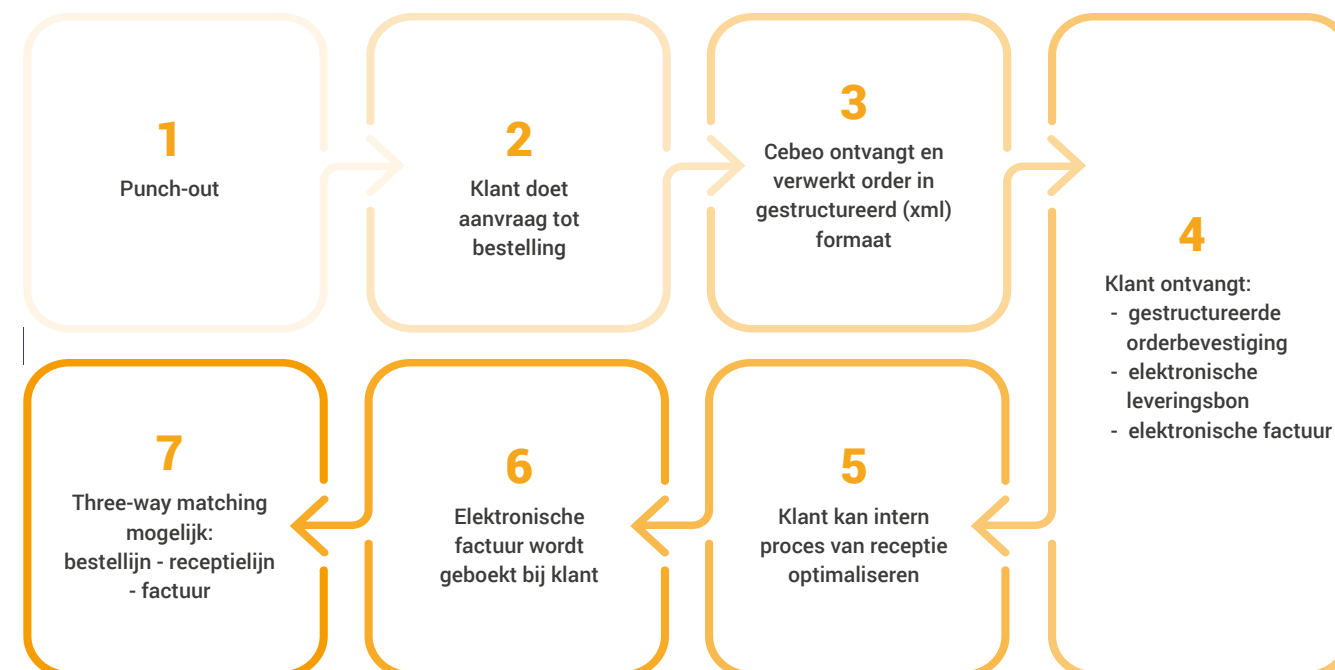 1
Punch-out
2
Klant doet
aanvraag tot
bestelling
3
Cebeo ontvangt en
verwerkt order in
gestructureerd (xml)
formaat
4
Klant ontvangt:
- gestructureerde
orderbevestiging
- elektronische
leveringsbon
- elektronische factuur
5
Klant kan intern
proces van receptie
optimaliseren
6
Elektronische
factuur wordt
geboekt bij klant
7
Three-way matching
mogelijk:
bestellijn - receptielijn
- factuur